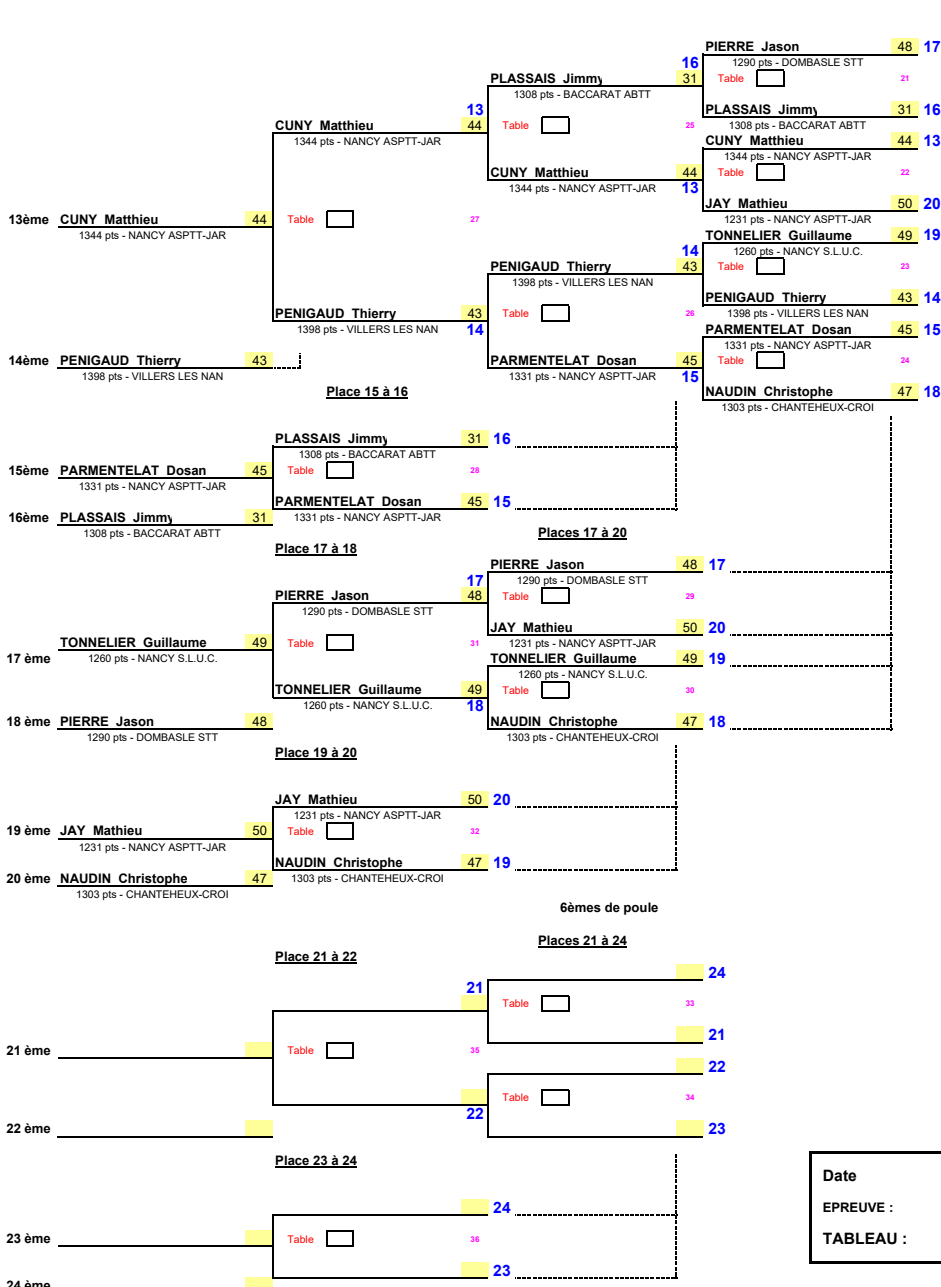 PIERRE Jason 48 17
16 1290 pts - DOMBASLE STT
PLASSAIS Jimmy 31 Table 21
1308 pts - BACCARAT ABTT
13 PLASSAIS Jimmy 31 16
CUNY Matthieu 44 Table 25 1308 pts - BACCARAT ABTT
1344 pts - NANCY ASPTT-JAR CUNY Matthieu 44 13
1344 pts - NANCY ASPTT-JAR
CUNY Matthieu 44 Table 22
1344 pts - NANCY ASPTT-JAR 13
JAY Mathieu 50 20
13ème CUNY Matthieu 44 Table 27 1231 pts - NANCY ASPTT-JAR
1344 pts - NANCY ASPTT-JAR TONNELIER Guillaume 49 19
14 1260 pts - NANCY S.L.U.C.
PENIGAUD Thierry 43 Table 23
1398 pts - VILLERS LES NAN
PENIGAUD Thierry 43 14
PENIGAUD Thierry 43 Table 26 1398 pts - VILLERS LES NAN
1398 pts - VILLERS LES NAN 14 PARMENTELAT Dosan 45 15
1331 pts - NANCY ASPTT-JAR
14ème PENIGAUD Thierry 43 PARMENTELAT Dosan 45 Table 24
1398 pts - VILLERS LES NAN 1331 pts - NANCY ASPTT-JAR 15
Place 15 à 16 NAUDIN Christophe 47 18
1303 pts - CHANTEHEUX-CROI
PLASSAIS Jimmy 31 16
1308 pts - BACCARAT ABTT
15ème PARMENTELAT Dosan 45 Table 28
1331 pts - NANCY ASPTT-JAR
PARMENTELAT Dosan 45 15
16ème PLASSAIS Jimmy 31 1331 pts - NANCY ASPTT-JAR
1308 pts - BACCARAT ABTT Places 17 à 20
Place 17 à 18
PIERRE Jason 48 17
17 1290 pts - DOMBASLE STT
PIERRE Jason 48 Table 29
1290 pts - DOMBASLE STT
JAY Mathieu 50 20
TONNELIER Guillaume 49 Table 31 1231 pts - NANCY ASPTT-JAR
17 ème 1260 pts - NANCY S.L.U.C. TONNELIER Guillaume 49 19
1260 pts - NANCY S.L.U.C.
TONNELIER Guillaume 49 Table 30
1260 pts - NANCY S.L.U.C. 18
18 ème PIERRE Jason 48 NAUDIN Christophe 47 18
1290 pts - DOMBASLE STT 1303 pts - CHANTEHEUX-CROI
Place 19 à 20
JAY Mathieu 50 20
1231 pts - NANCY ASPTT-JAR
19 ème JAY Mathieu 50 Table 32
1231 pts - NANCY ASPTT-JAR
NAUDIN Christophe 47 19
20 ème NAUDIN Christophe 47 1303 pts - CHANTEHEUX-CROI
1303 pts - CHANTEHEUX-CROI
6èmes de poule
Places 21 à 24
Place 21 à 22
24
21
Table 33
21
21 ème Table 35
22
Table 34
22
22 ème 23
Place 23 à 24
Date
24 EPREUVE :
23 ème Table 36 TABLEAU :
23
24 ème